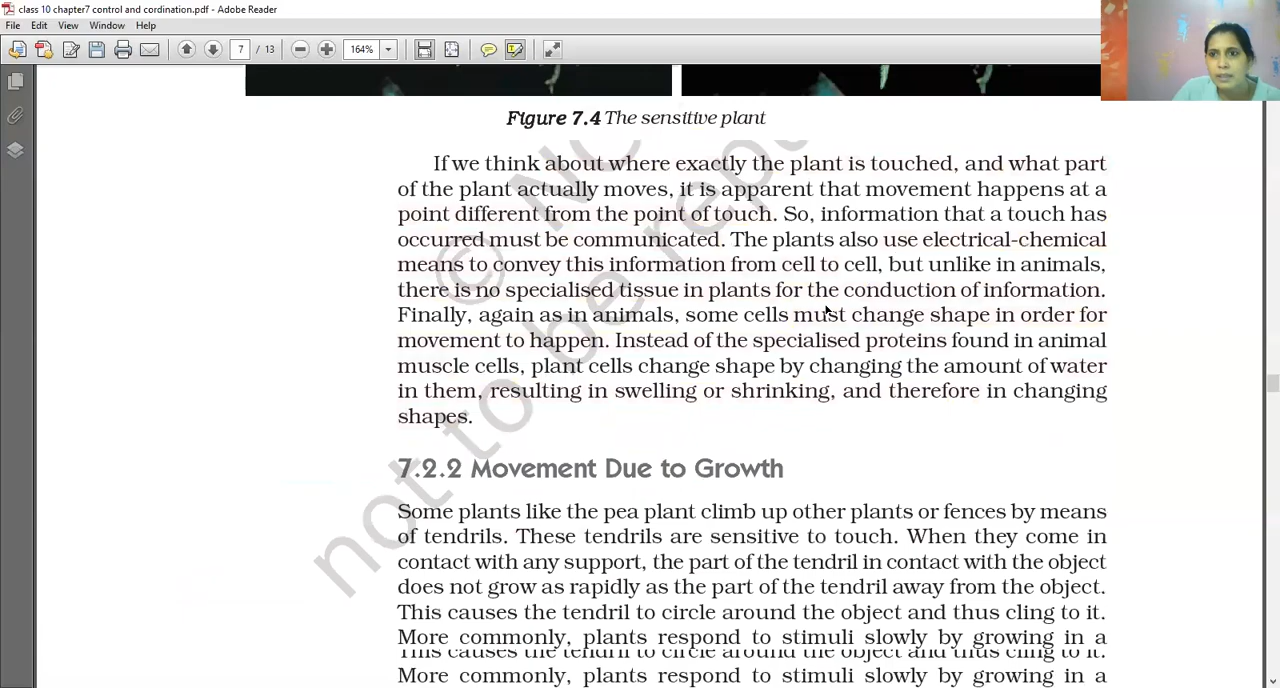 class 10 chapter7 control and cordination.pdf - Adobe Reader
File Edit View Window Help
7 / 13 164%
Figure 7.4 The sensitive plant
If we think about where exactly the plant is touched, and what part
of the plant actually moves, it is apparent that movement happens at a
point different from the point of touch. So, information that a touch has
occurred must be communicated. The plants also use electrical-chemical
means to convey this information from cell to cell, but unlike in animals,
there is no specialised tissue in plants for the conduction of information.
Finally, again as in animals, some cells must change shape in order for
movement to happen. Instead of the specialised proteins found in animal
muscle cells, plant cells change shape by changing the amount of water
in them, resulting in swelling or shrinking, and therefore in changing
shapes.
7.2.2 Movement Due to Growth
Some plants like the pea plant climb up other plants or fences by means
of tendrils. These tendrils are sensitive to touch. When they come in
contact with any support, the part of the tendril in contact with the object
does not grow as rapidly as the part of the tendril away from the object.
This causes the tendril to circle around the object and thus cling to it.
More commonly, plants respond to stimuli slowly by growing in a
This causes the tendril to circle around the object and thus cling to it.
More commonly, plants respond to stimuli slowly by growing in a
© NC
not to be rep